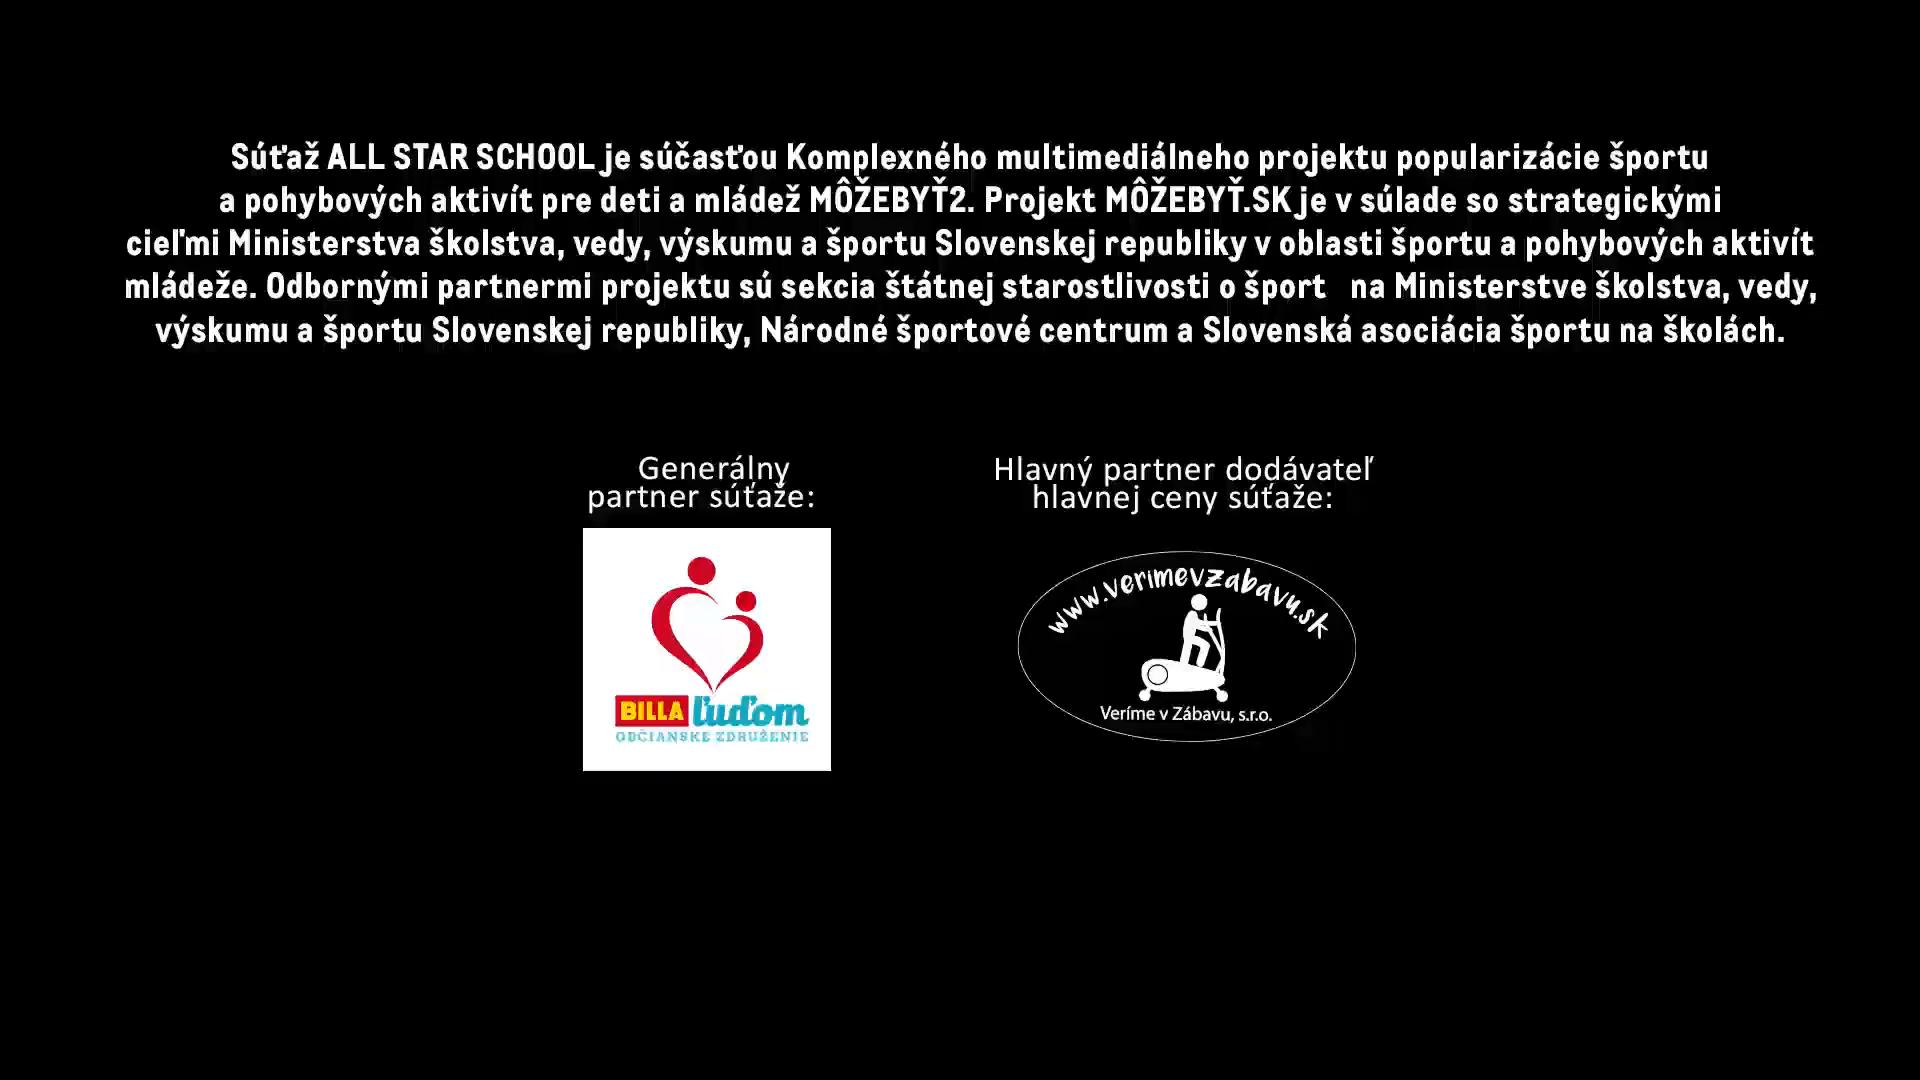 Súťaž ALL STAR SCHOOL je súčasťou Komplexného multimediálneho projektu popularizácie športu
a pohybových aktivít pre deti a mládež MÔŽEBYŤ2. Projekt MÔŽEBYŤ.SK je v súlade so strategickými
cieľmi Ministerstva školstva, vedy, výskumu a športu Slovenskej republiky v oblasti športu a pohybových aktivít
mládeže. Odbornými partnermi projektu sú sekcia štátnej starostlivosti o šport na Ministerstve školstva, vedy,
výskumu a športu Slovenskej republiky, Národné športové centrum a Slovenská asociácia športu na školách.
Generálny
partner súťaže:
BILLA ľuďom
OBČIANSKE ZDRUŽENIE
Hlavný partner dodávateľ
hlavnej ceny súťaže:
www.verimevzabavu.sk
Veríme v Zábavu, s.r.o.